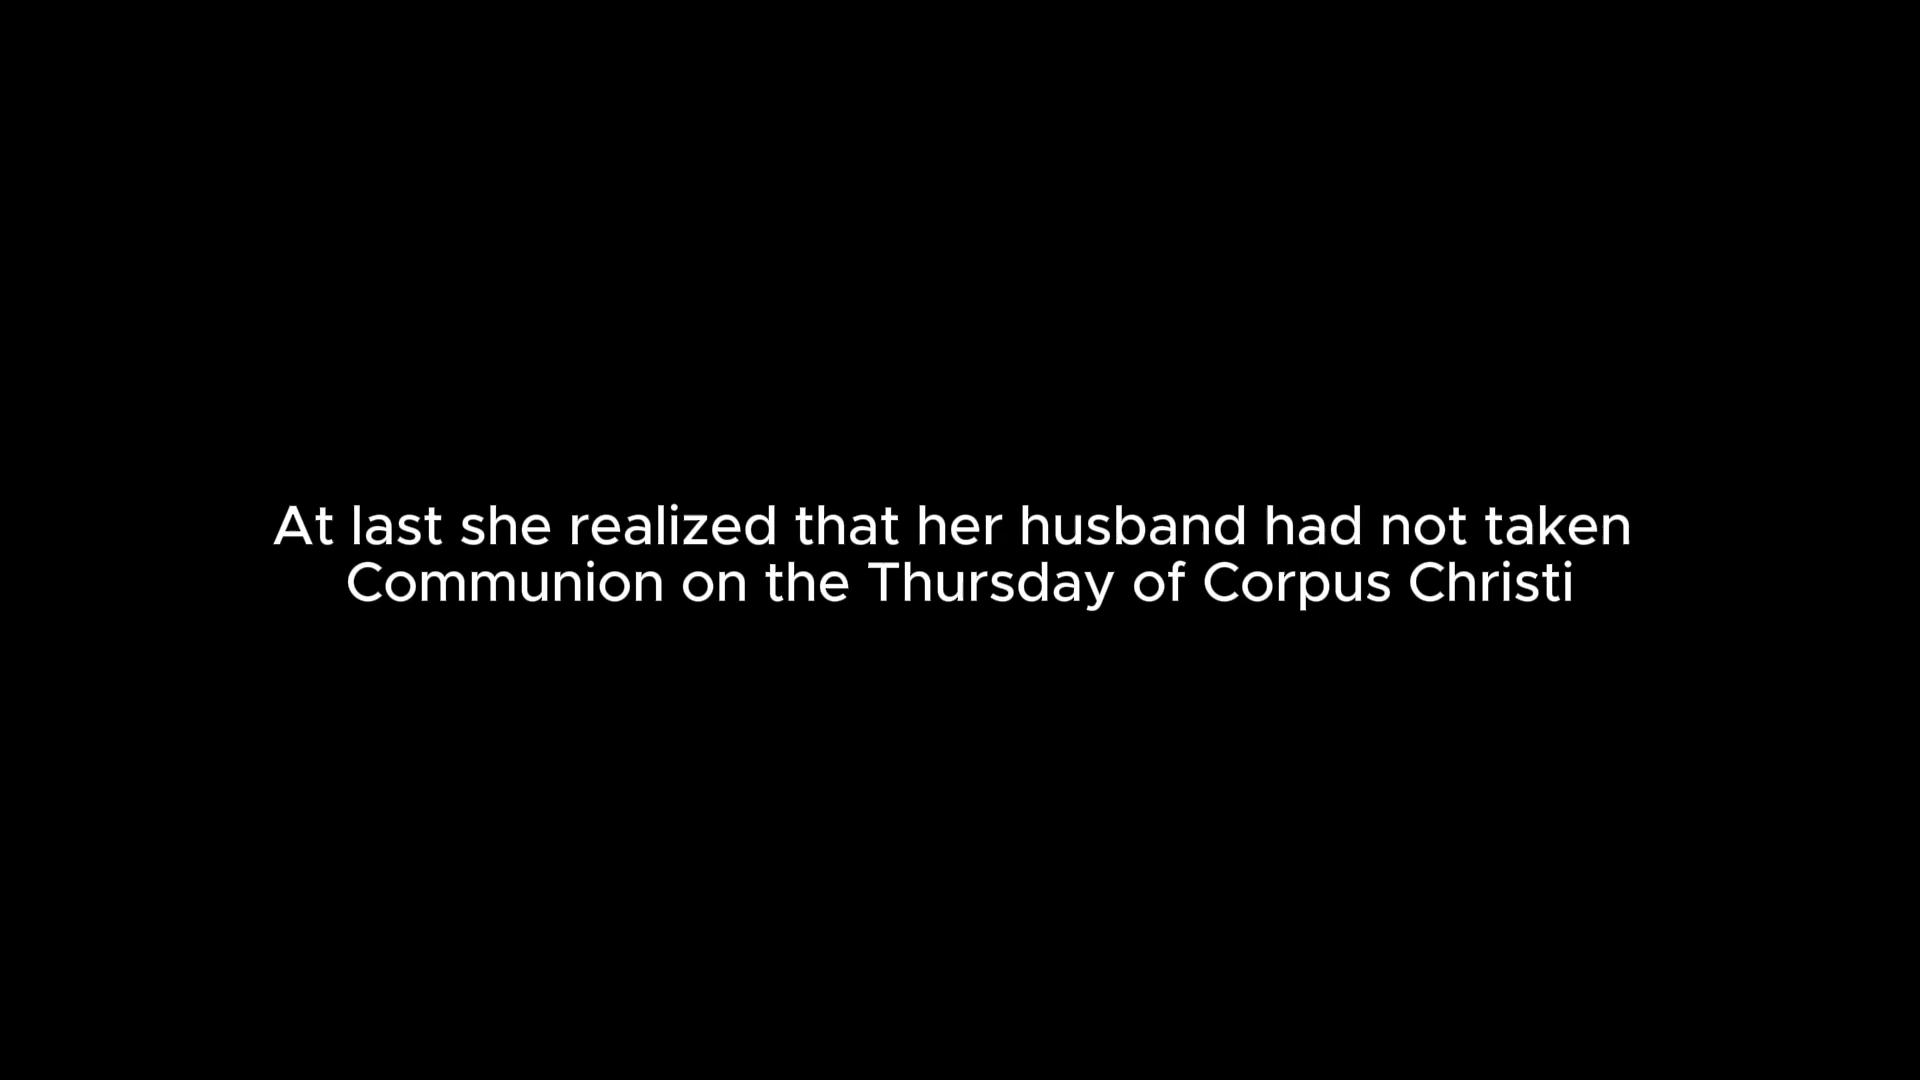 At last she realized that her husband had not taken
Communion on the Thursday of Corpus Christi